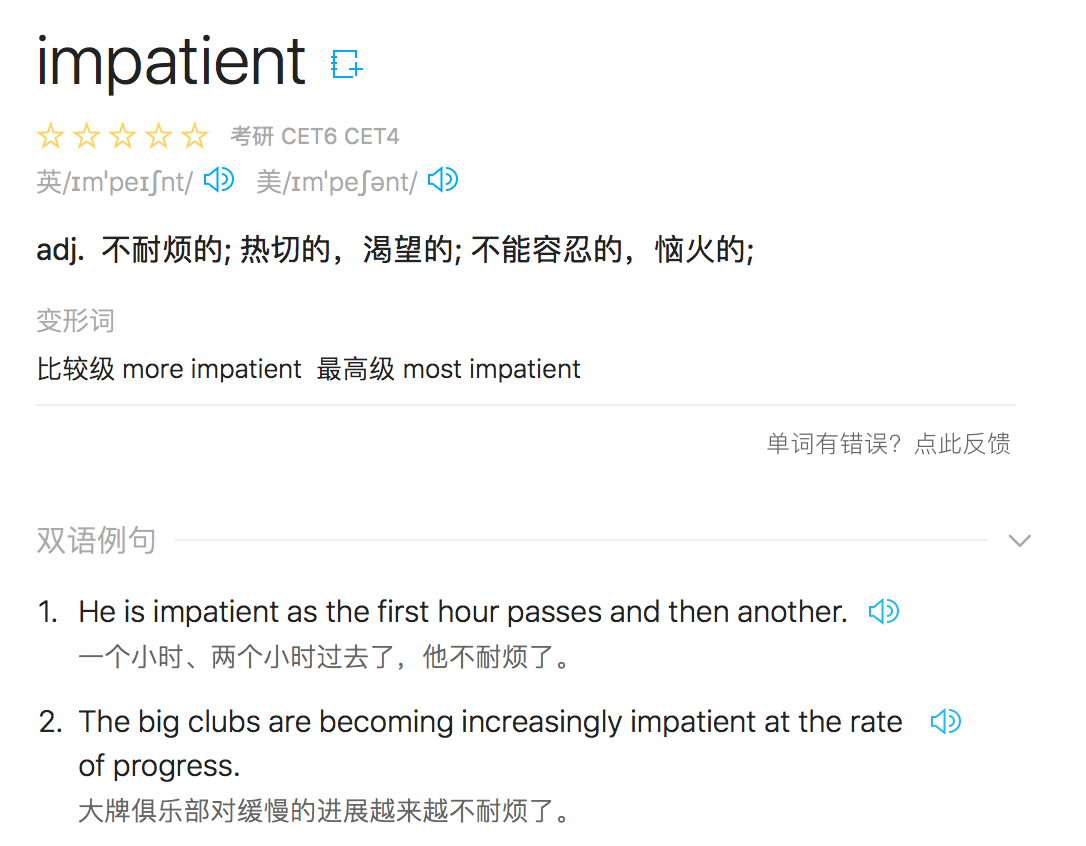 impatient
考研 CET6 CET4
英/ɪm'peɪʃnt/ 美/ɪm'peʃənt/
adj. 不耐烦的; 热切的，渴望的; 不能容忍的，恼火的;
变形词
比较级 more impatient 最高级 most impatient
单词有错误？点此反馈
双语例句
1. He is impatient as the first hour passes and then another.
一个小时、两个小时过去了，他不耐烦了。
2. The big clubs are becoming increasingly impatient at the rate
of progress.
大牌俱乐部对缓慢的进展越来越不耐烦了。